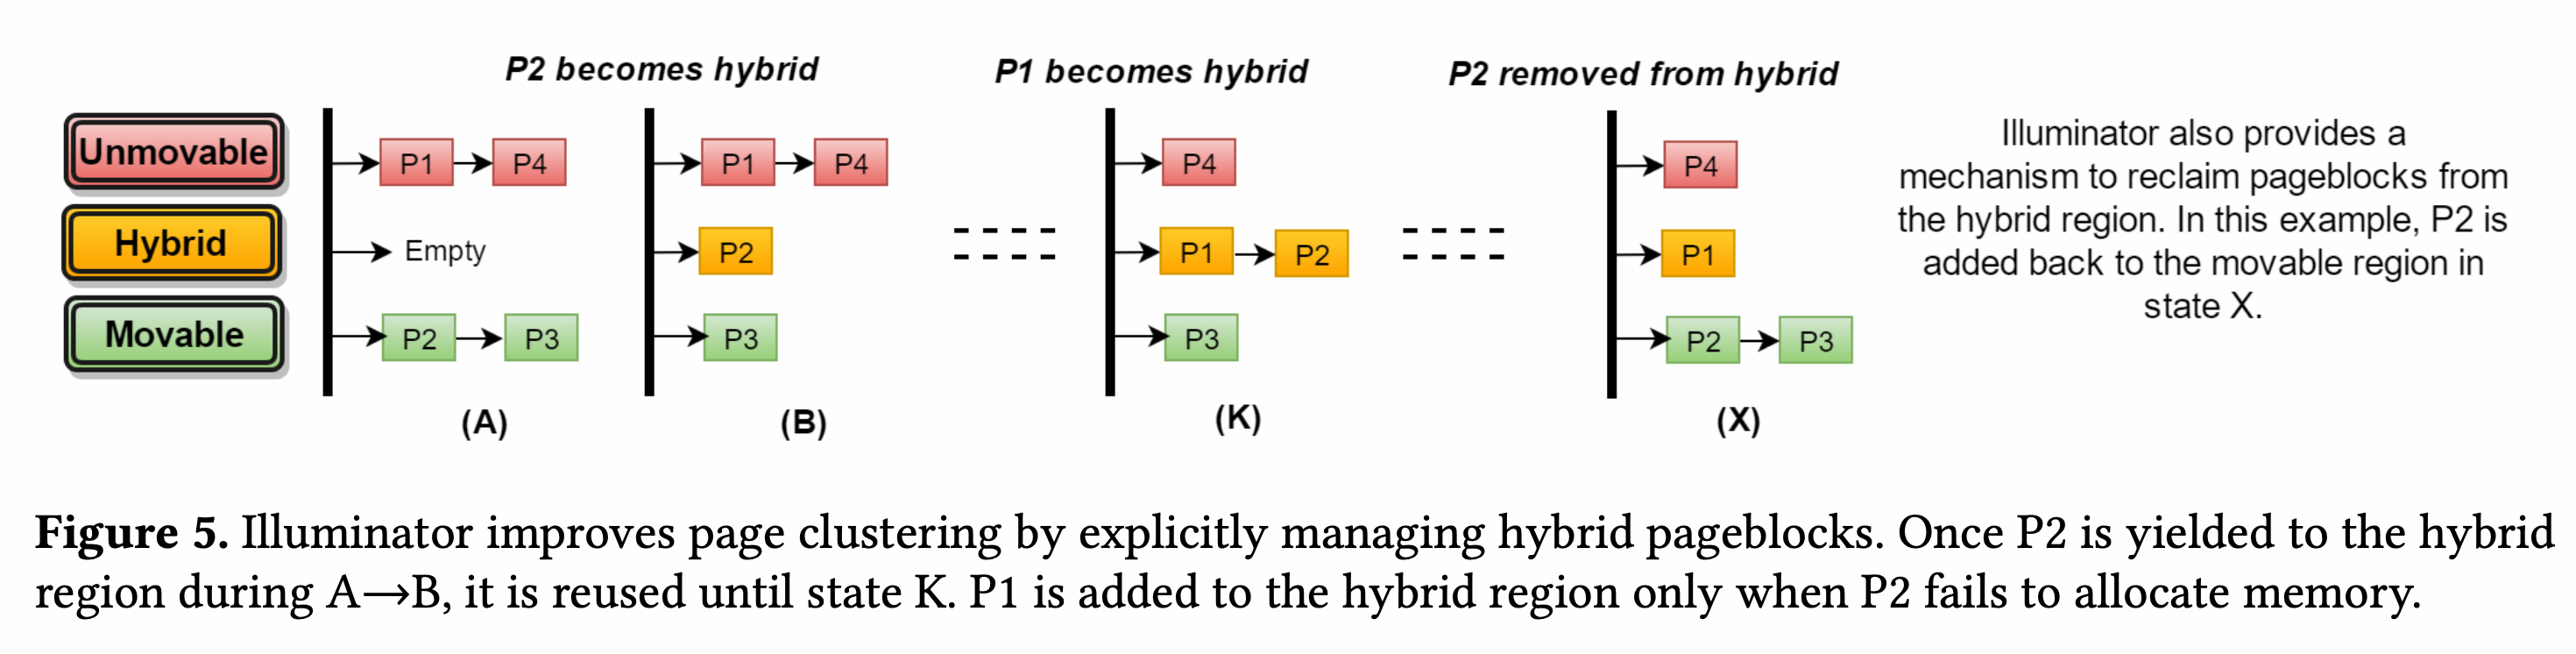 P2 becomes hybrid
P1 becomes hybrid
P2 removed from hybrid
Unmovable
P1
P4
P1
P4
P4
P4
Hybrid
Empty
P2
P1
P2
P1
Movable
P2
P3
P3
P3
P2
P3
(A)
(B)
(K)
(X)
Illuminator also provides a
mechanism to reclaim pageblocks from
the hybrid region. In this example, P2 is
added back to the movable region in
state X.
Figure 5. Illuminator improves page clustering by explicitly managing hybrid pageblocks. Once P2 is yielded to the hybrid
region during A→B, it is reused until state K. P1 is added to the hybrid region only when P2 fails to allocate memory.